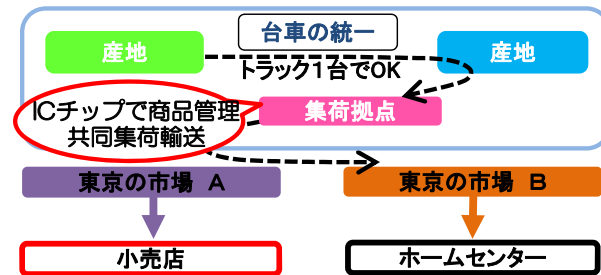 台車の統一
産地
産地
トラック1台でOK
ICチップで商品管理
共同集荷輸送
集荷拠点
東京の市場 A
東京の市場 B
小売店
ホームセンター